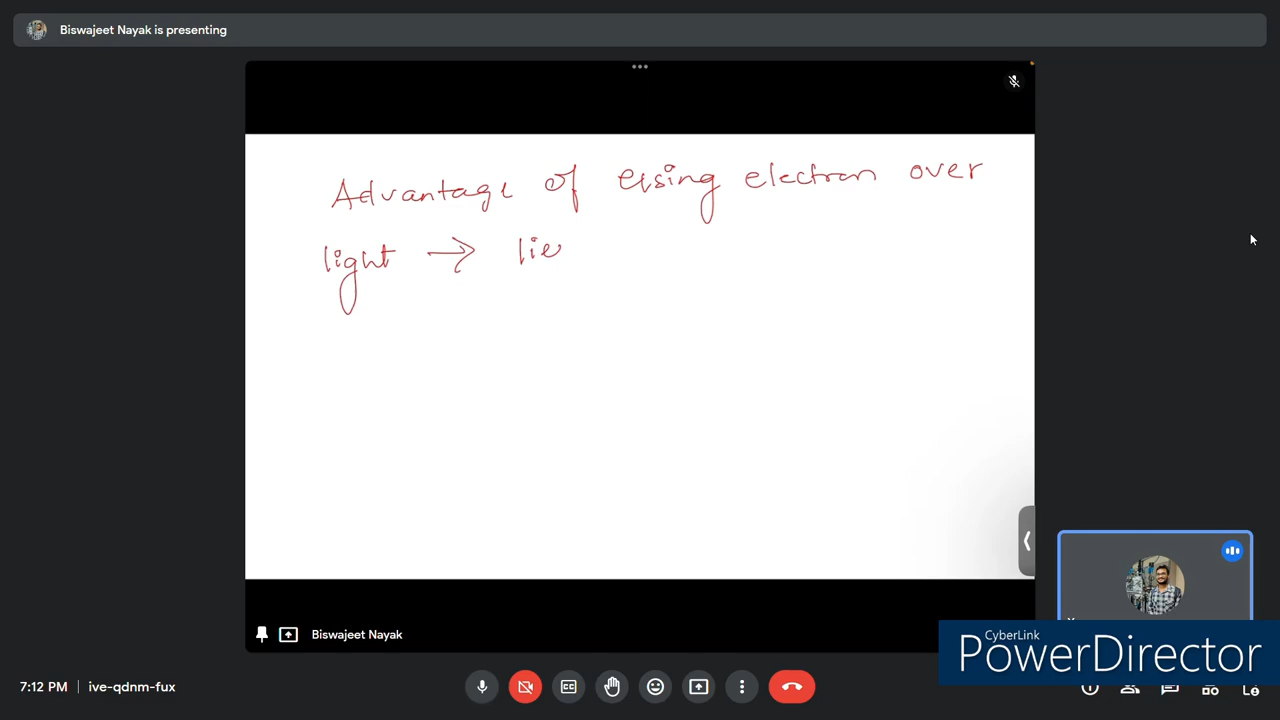 Biswajeet Nayak is presenting
Advantage of using electron over
light → lie
Biswajeet Nayak
CyberLink
PowerDirector
7:12 PM | ive-qdnm-fux